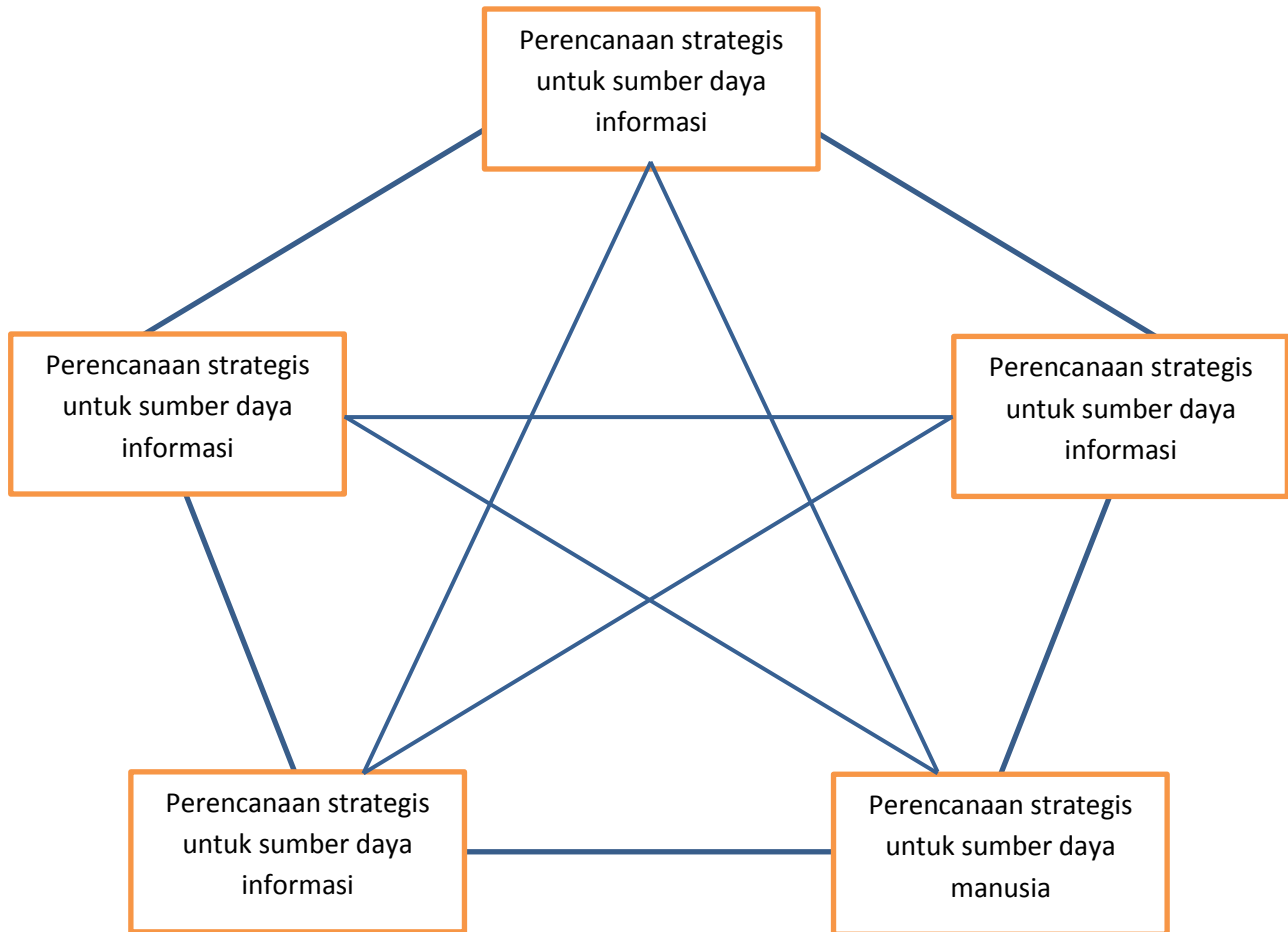 Perencanaan strategis
untuk sumber daya
informasi
Perencanaan strategis
untuk sumber daya
informasi
Perencanaan strategis
untuk sumber daya
informasi
Perencanaan strategis
untuk sumber daya
informasi
Perencanaan strategis
untuk sumber daya
manusia